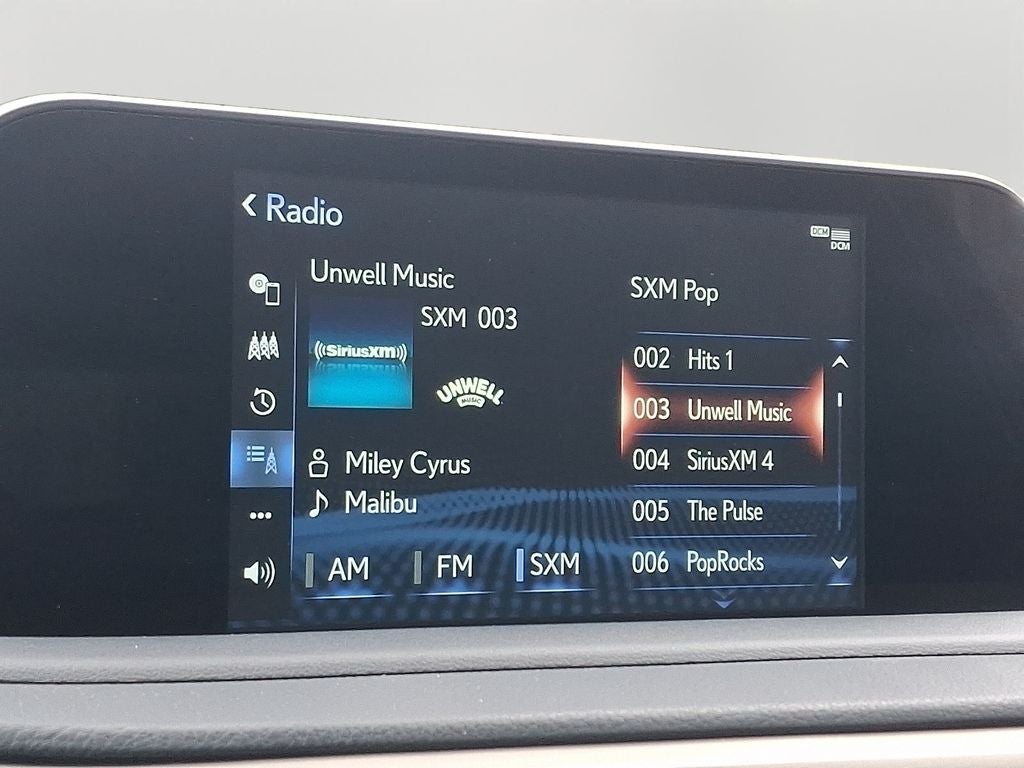 Radio
DCM
DCM
Unwell Music
SXM 003
((SiriusXM))
UNWELL
MUSIC
Miley Cyrus
Malibu
AM
FM
SXM
SXM Pop
002 Hits 1
003 Unwell Music
004 SiriusXM 4
005 The Pulse
006 PopRocks